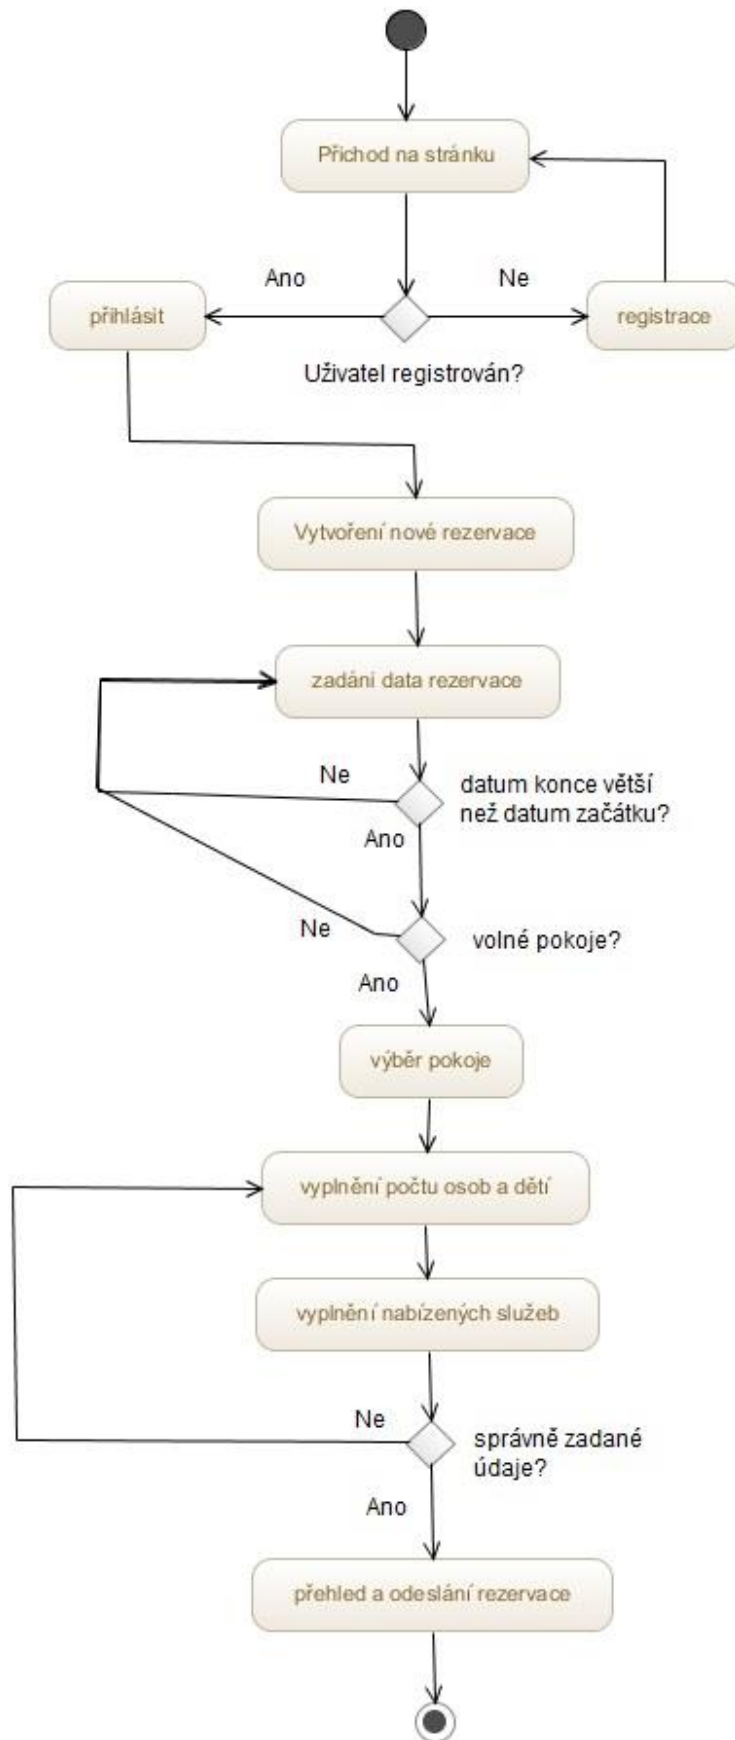 Příchod na stránku
Ano
Ne
přihlásit
registrace
Uživatel registrován?
Vytvoření nové rezervace
zadání data rezervace
Ne
datum konce větší
než datum začátku?
Ano
Ne
volné pokoje?
Ano
výběr pokoje
vyplnění počtu osob a dětí
vyplnění nabízených služeb
Ne
správně zadané
údaje?
Ano
přehled a odeslání rezervace